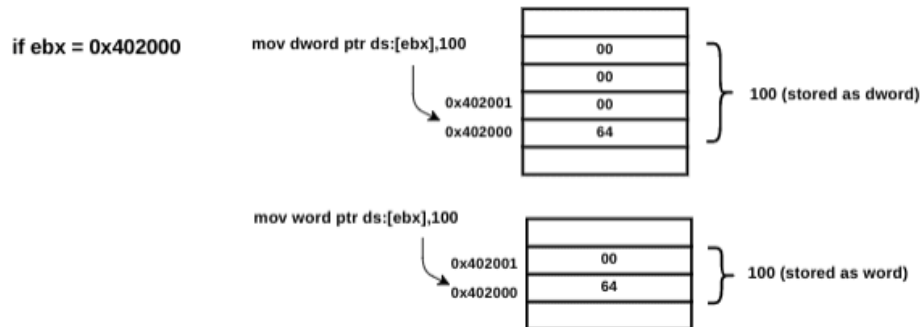 if ebx = 0x402000
mov dword ptr ds:[ebx],100
00
00
0x402001
00
0x402000
64
100 (stored as dword)
mov word ptr ds:[ebx],100
0x402001
00
0x402000
64
100 (stored as word)